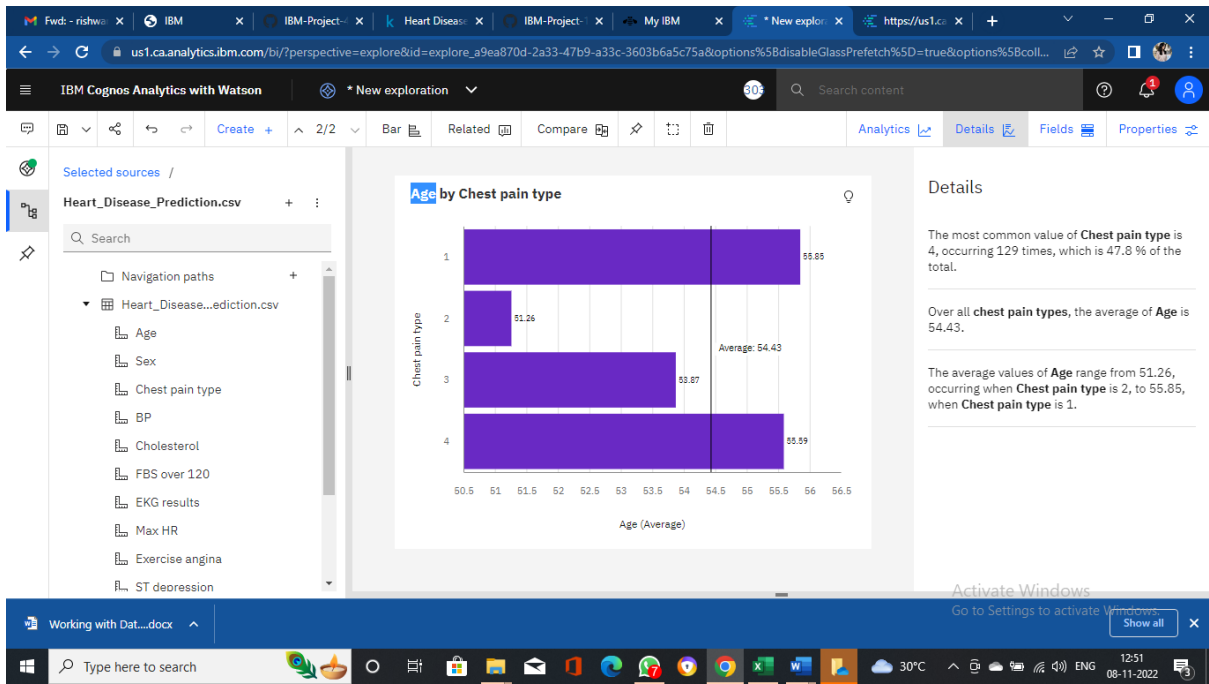 Fwd: - rishwa
IBM
IBM-Project-4
Heart Disease
IBM-Project-1
My IBM
* New explora
https://us1.ca
us1.ca.analytics.ibm.com/bi/?perspective=explore&id=explore_a9ea870d-2a33-47b9-a33c-3603b6a5c75a&options%5BdisableGlassPrefetch%5D=true&options%5Bcoll...
IBM Cognos Analytics with Watson
* New exploration
303
Search content
1
Create +
2/2
Bar
Related
Compare
Analytics
Details
Fields
Properties
Selected sources /
Heart_Disease_Prediction.csv
Search
Navigation paths
Heart_Disease...ediction.csv
Age
Sex
Chest pain type
BP
Cholesterol
FBS over 120
EKG results
Max HR
Exercise angina
ST depression
Age by Chest pain type
Chest pain type
1
55.85
2
51.26
Average: 54.43
3
53.87
4
55.59
50.5 51 51.5 52 52.5 53 53.5 54 54.5 55 55.5 56 56.5
Age (Average)
Details
The most common value of Chest pain type is
4, occurring 129 times, which is 47.8 % of the
total.
Over all chest pain types, the average of Age is
54.43.
The average values of Age range from 51.26,
occurring when Chest pain type is 2, to 55.85,
when Chest pain type is 1.
Activate Windows
Go to Settings to activate Windows.
Working with Dat....docx
Show all
Type here to search
7
30°C
ENG
12:51
08-11-2022
3